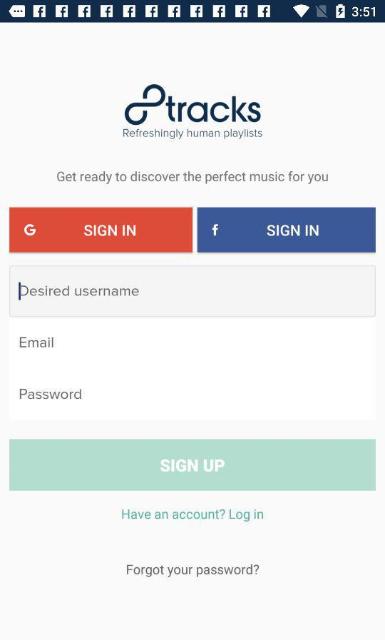 3:51
8tracks
Refreshingly human playlists
Get ready to discover the perfect music for you
G SIGN IN
f SIGN IN
Desired username
Email
Password
SIGN UP
Have an account? Log in
Forgot your password?